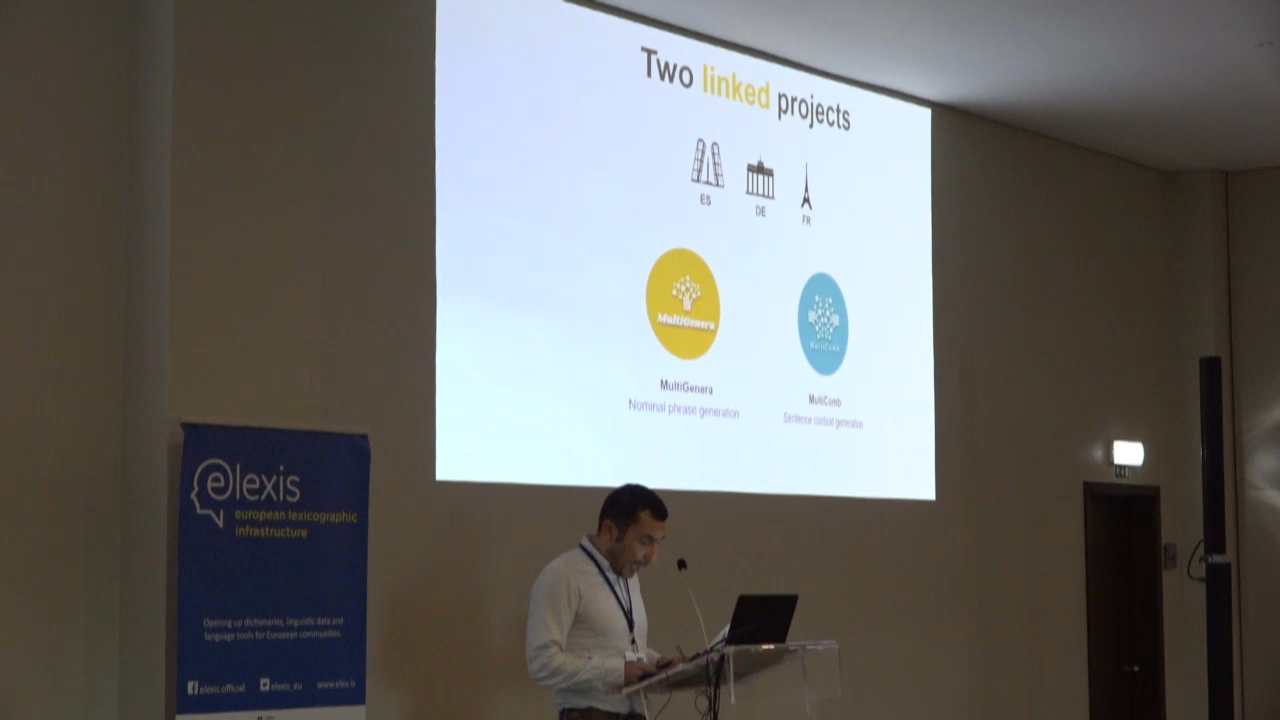 Two linked projects
ES
DE
FR
MultiGenera
MultiComb
MultiGenera
Nominal phrase generation
MultiComb
Sentence context generation
elexis
european lexicographic
infrastructure
Opening up dictionaries, linguistic data and
language tools for European communities.
elexis.official
elexis_eu
www.elex.is